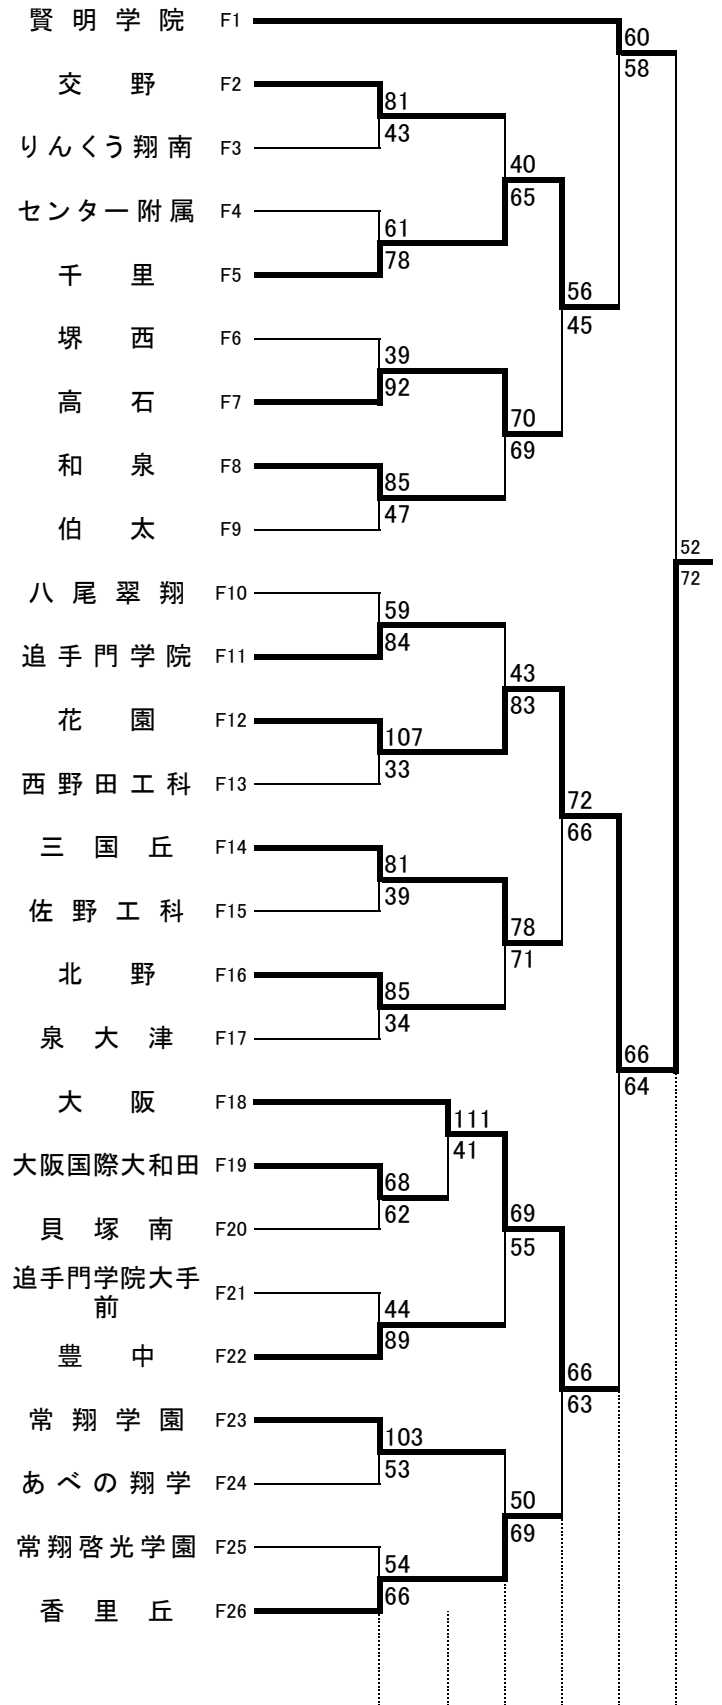 賢明学院 F1
60
58
交野 F2
81
43
りんくう翔南 F3
40
65
センター附属 F4
61
78
千里 F5
56
45
堺西 F6
39
92
高石 F7
70
69
和泉 F8
85
47
伯太 F9
52
72
八尾翠翔 F10
59
84
追手門学院 F11
43
83
花園 F12
107
33
西野田工科 F13
72
66
三国丘 F14
81
39
佐野工科 F15
78
71
北野 F16
85
34
泉大津 F17
66
64
大阪 F18
111
41
大阪国際大和田 F19
68
62
貝塚南 F20
69
55
追手門学院大手
前 F21
44
89
豊中 F22
66
63
常翔学園 F23
103
53
あべの翔学 F24
50
69
常翔啓光学園 F25
54
66
香里丘 F26